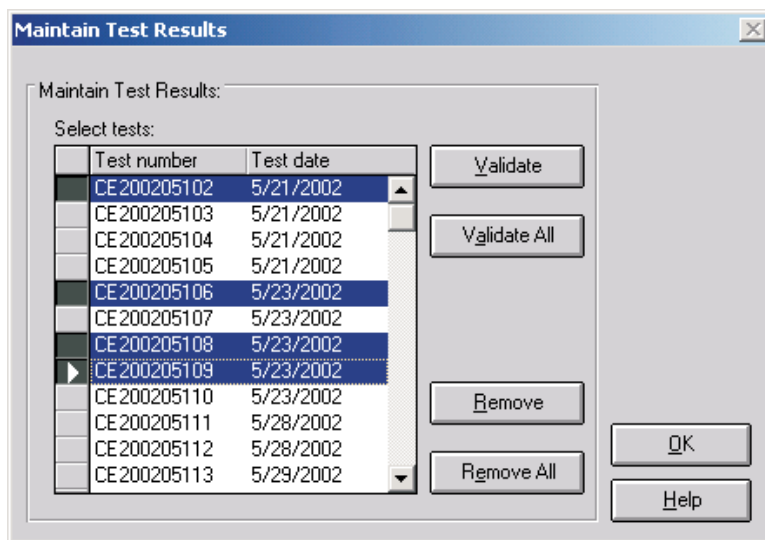 Maintain Test Results
Maintain Test Results:
Select tests:
Test number Test date
CE200205102 5/21/2002
CE200205103 5/21/2002
CE200205104 5/21/2002
CE200205105 5/21/2002
CE200205106 5/23/2002
CE200205107 5/23/2002
CE200205108 5/23/2002
CE200205109 5/23/2002
CE200205110 5/23/2002
CE200205111 5/28/2002
CE200205112 5/28/2002
CE200205113 5/29/2002
Validate
Validate All
Remove
Remove All
OK
Help